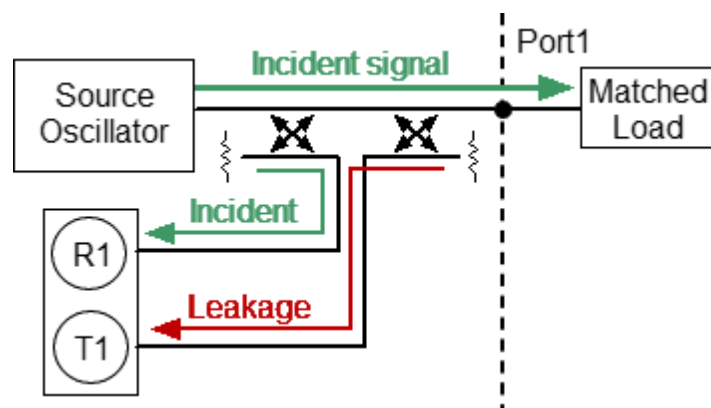 Port1
Incident signal
Source
Oscillator
Matched
Load
Incident
R1
Leakage
T1